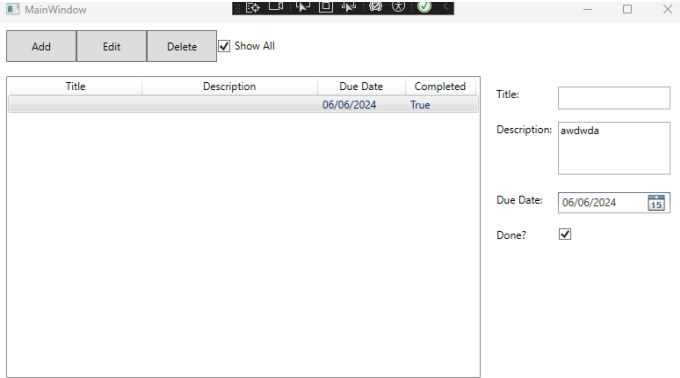 MainWindow
Add Edit Delete Show All
Title Description Due Date Completed
06/06/2024 True
Title:
Description: awdwda
Due Date: 06/06/2024 15
Done?